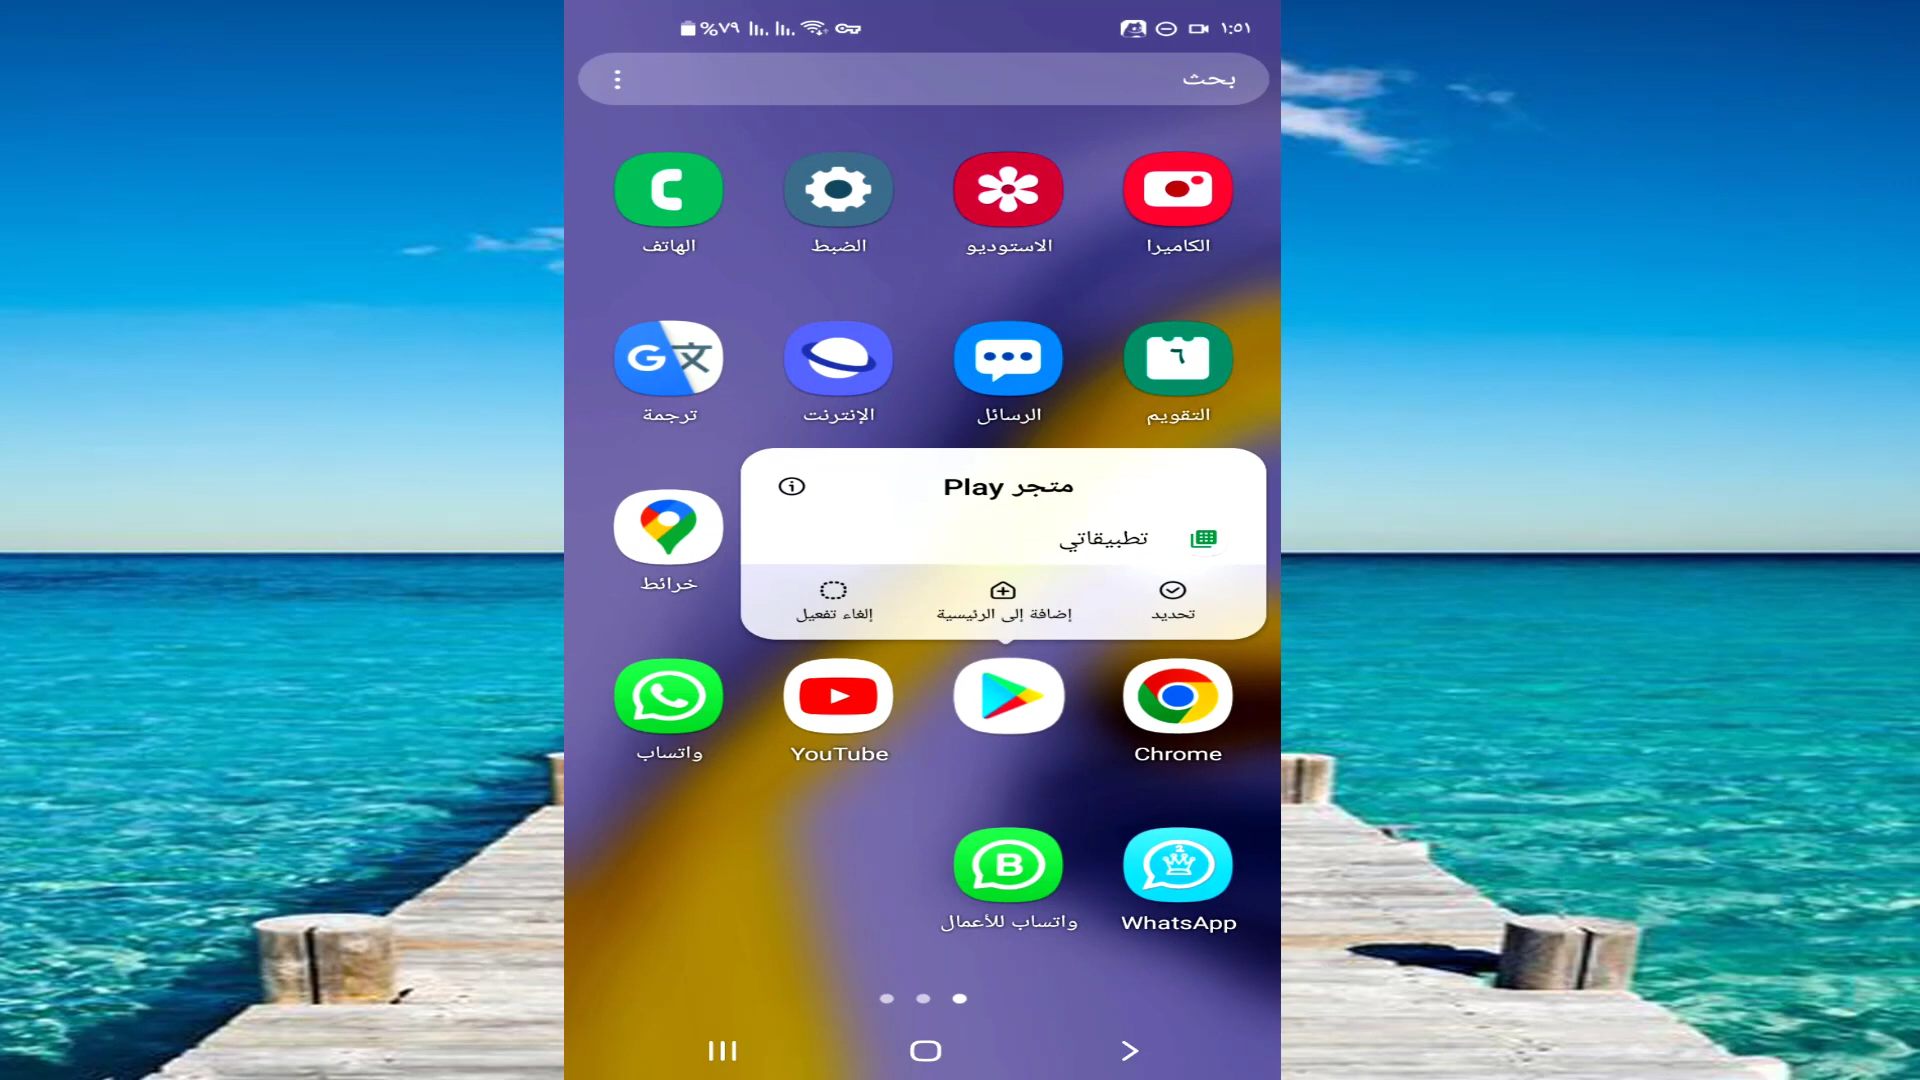 ١:٥١ %٧٩
بحث
الكاميرا الاستوديو الضبط الهاتف
٦
التقويم الرسائل الإنترنت ترجمة
متجر Play
تطبيقاتي
خرائط
تحديد إضافة إلى الرئيسية إلغاء تفعيل
Chrome YouTube واتساب
WhatsApp واتساب للأعمال